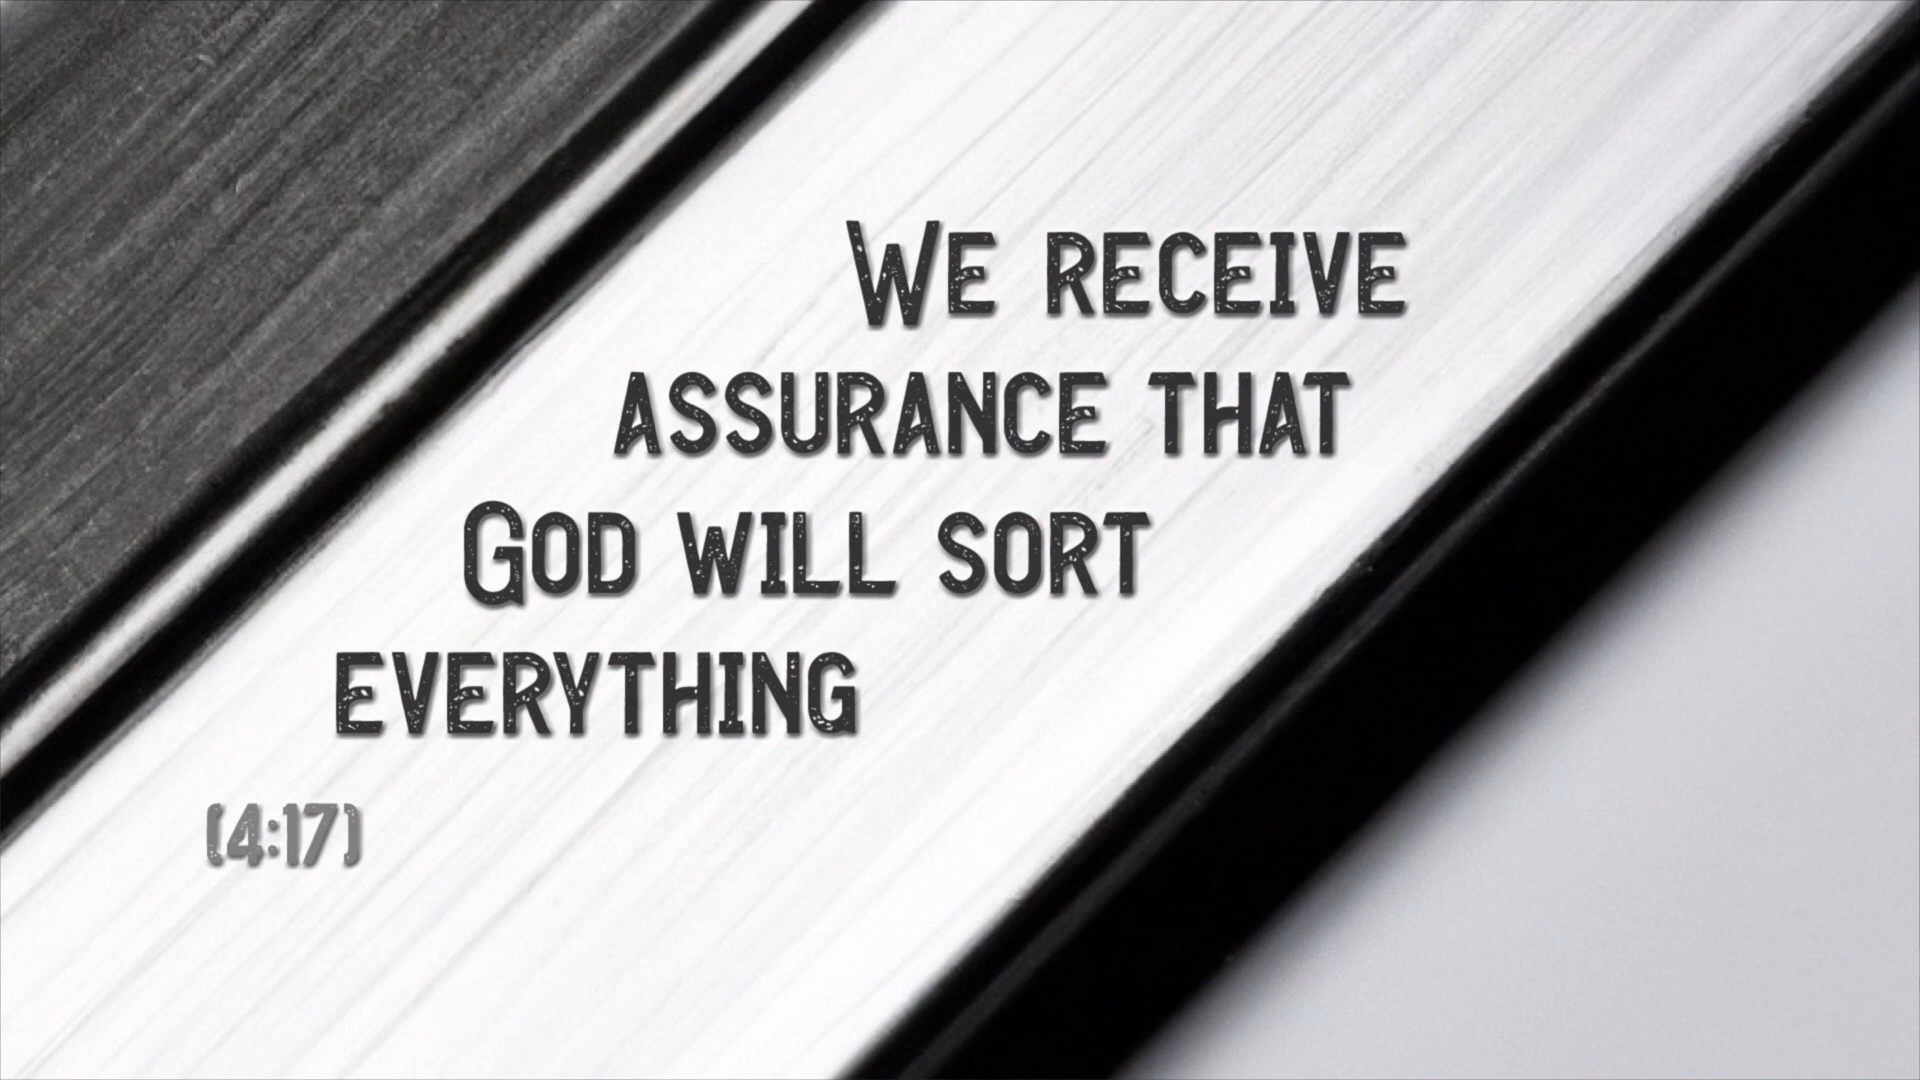 We receive
assurance that
God will sort
everything
(4:17)